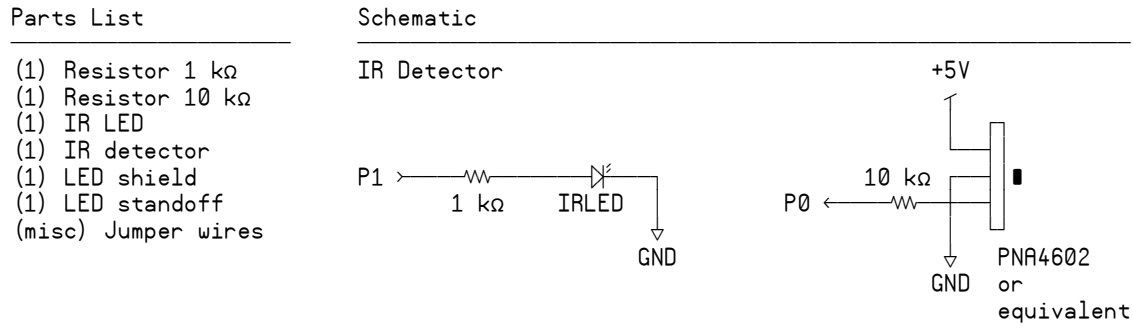 Parts List
(1) Resistor 1 kΩ
(1) Resistor 10 kΩ
(1) IR LED
(1) IR detector
(1) LED shield
(1) LED standoff
(misc) Jumper wires
Schematic
IR Detector
P1
1 kΩ
IRLED
GND
+5V
10 kΩ
P0
GND
PNA4602
or
equivalent